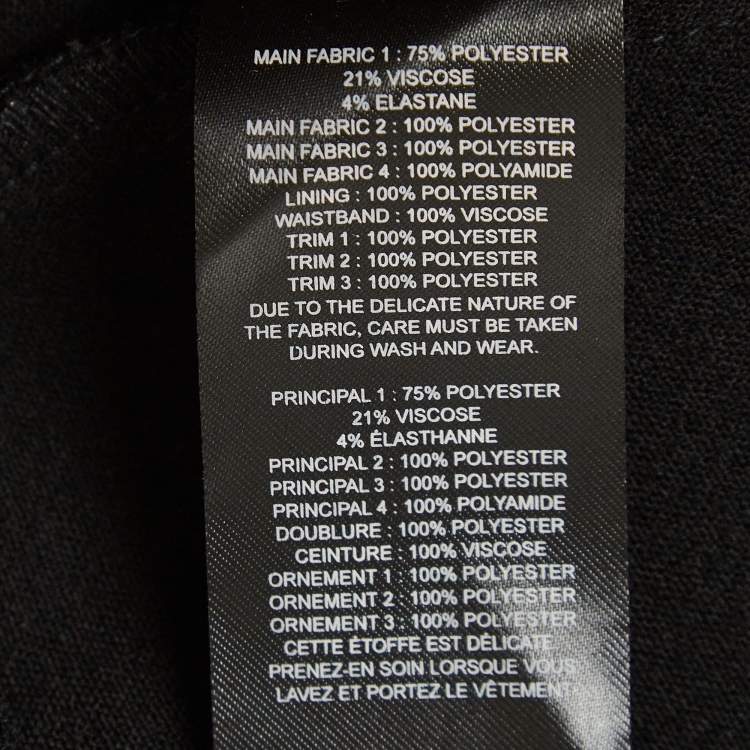 MAIN FABRIC 1 : 75% POLYESTER
21% VISCOSE
4% ELASTANE
MAIN FABRIC 2 : 100% POLYESTER
MAIN FABRIC 3 : 100% POLYESTER
MAIN FABRIC 4 : 100% POLYAMIDE
LINING : 100% POLYESTER
WAISTBAND : 100% VISCOSE
TRIM 1 : 100% POLYESTER
TRIM 2 : 100% POLYESTER
TRIM 3 : 100% POLYESTER
DUE TO THE DELICATE NATURE OF
THE FABRIC, CARE MUST BE TAKEN
DURING WASH AND WEAR.
PRINCIPAL 1 : 75% POLYESTER
21% VISCOSE
4% ÉLASTHANNE
PRINCIPAL 2 : 100% POLYESTER
PRINCIPAL 3 : 100% POLYESTER
PRINCIPAL 4 : 100% POLYAMIDE
DOUBLURE : 100% POLYESTER
CEINTURE : 100% VISCOSE
ORNEMENT 1 : 100% POLYESTER
ORNEMENT 2 : 100% POLYESTER
ORNEMENT 3 : 100% POLYESTER
CETTE ÉTOFFE EST DÉLICATE
PRENEZ-EN SOIN LORSQUE VOUS
LAVEZ ET PORTEZ LE VÊTEMENT.